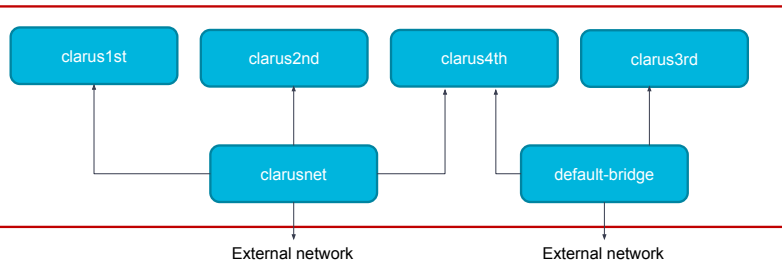 clarus1st
clarus2nd
clarus4th
clarus3rd
clarusnet
default-bridge
External network
External network